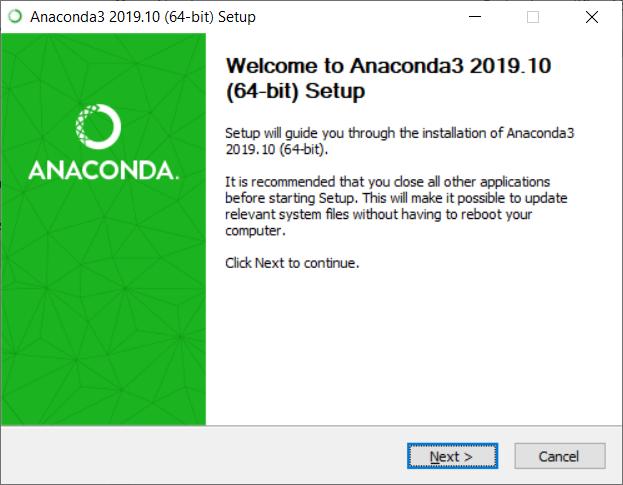 Anaconda3 2019.10 (64-bit) Setup
ANACONDA.
Welcome to Anaconda3 2019.10
(64-bit) Setup
Setup will guide you through the installation of Anaconda3
2019.10 (64-bit).
It is recommended that you close all other applications
before starting Setup. This will make it possible to update
relevant system files without having to reboot your
computer.
Click Next to continue.
Next >
Cancel